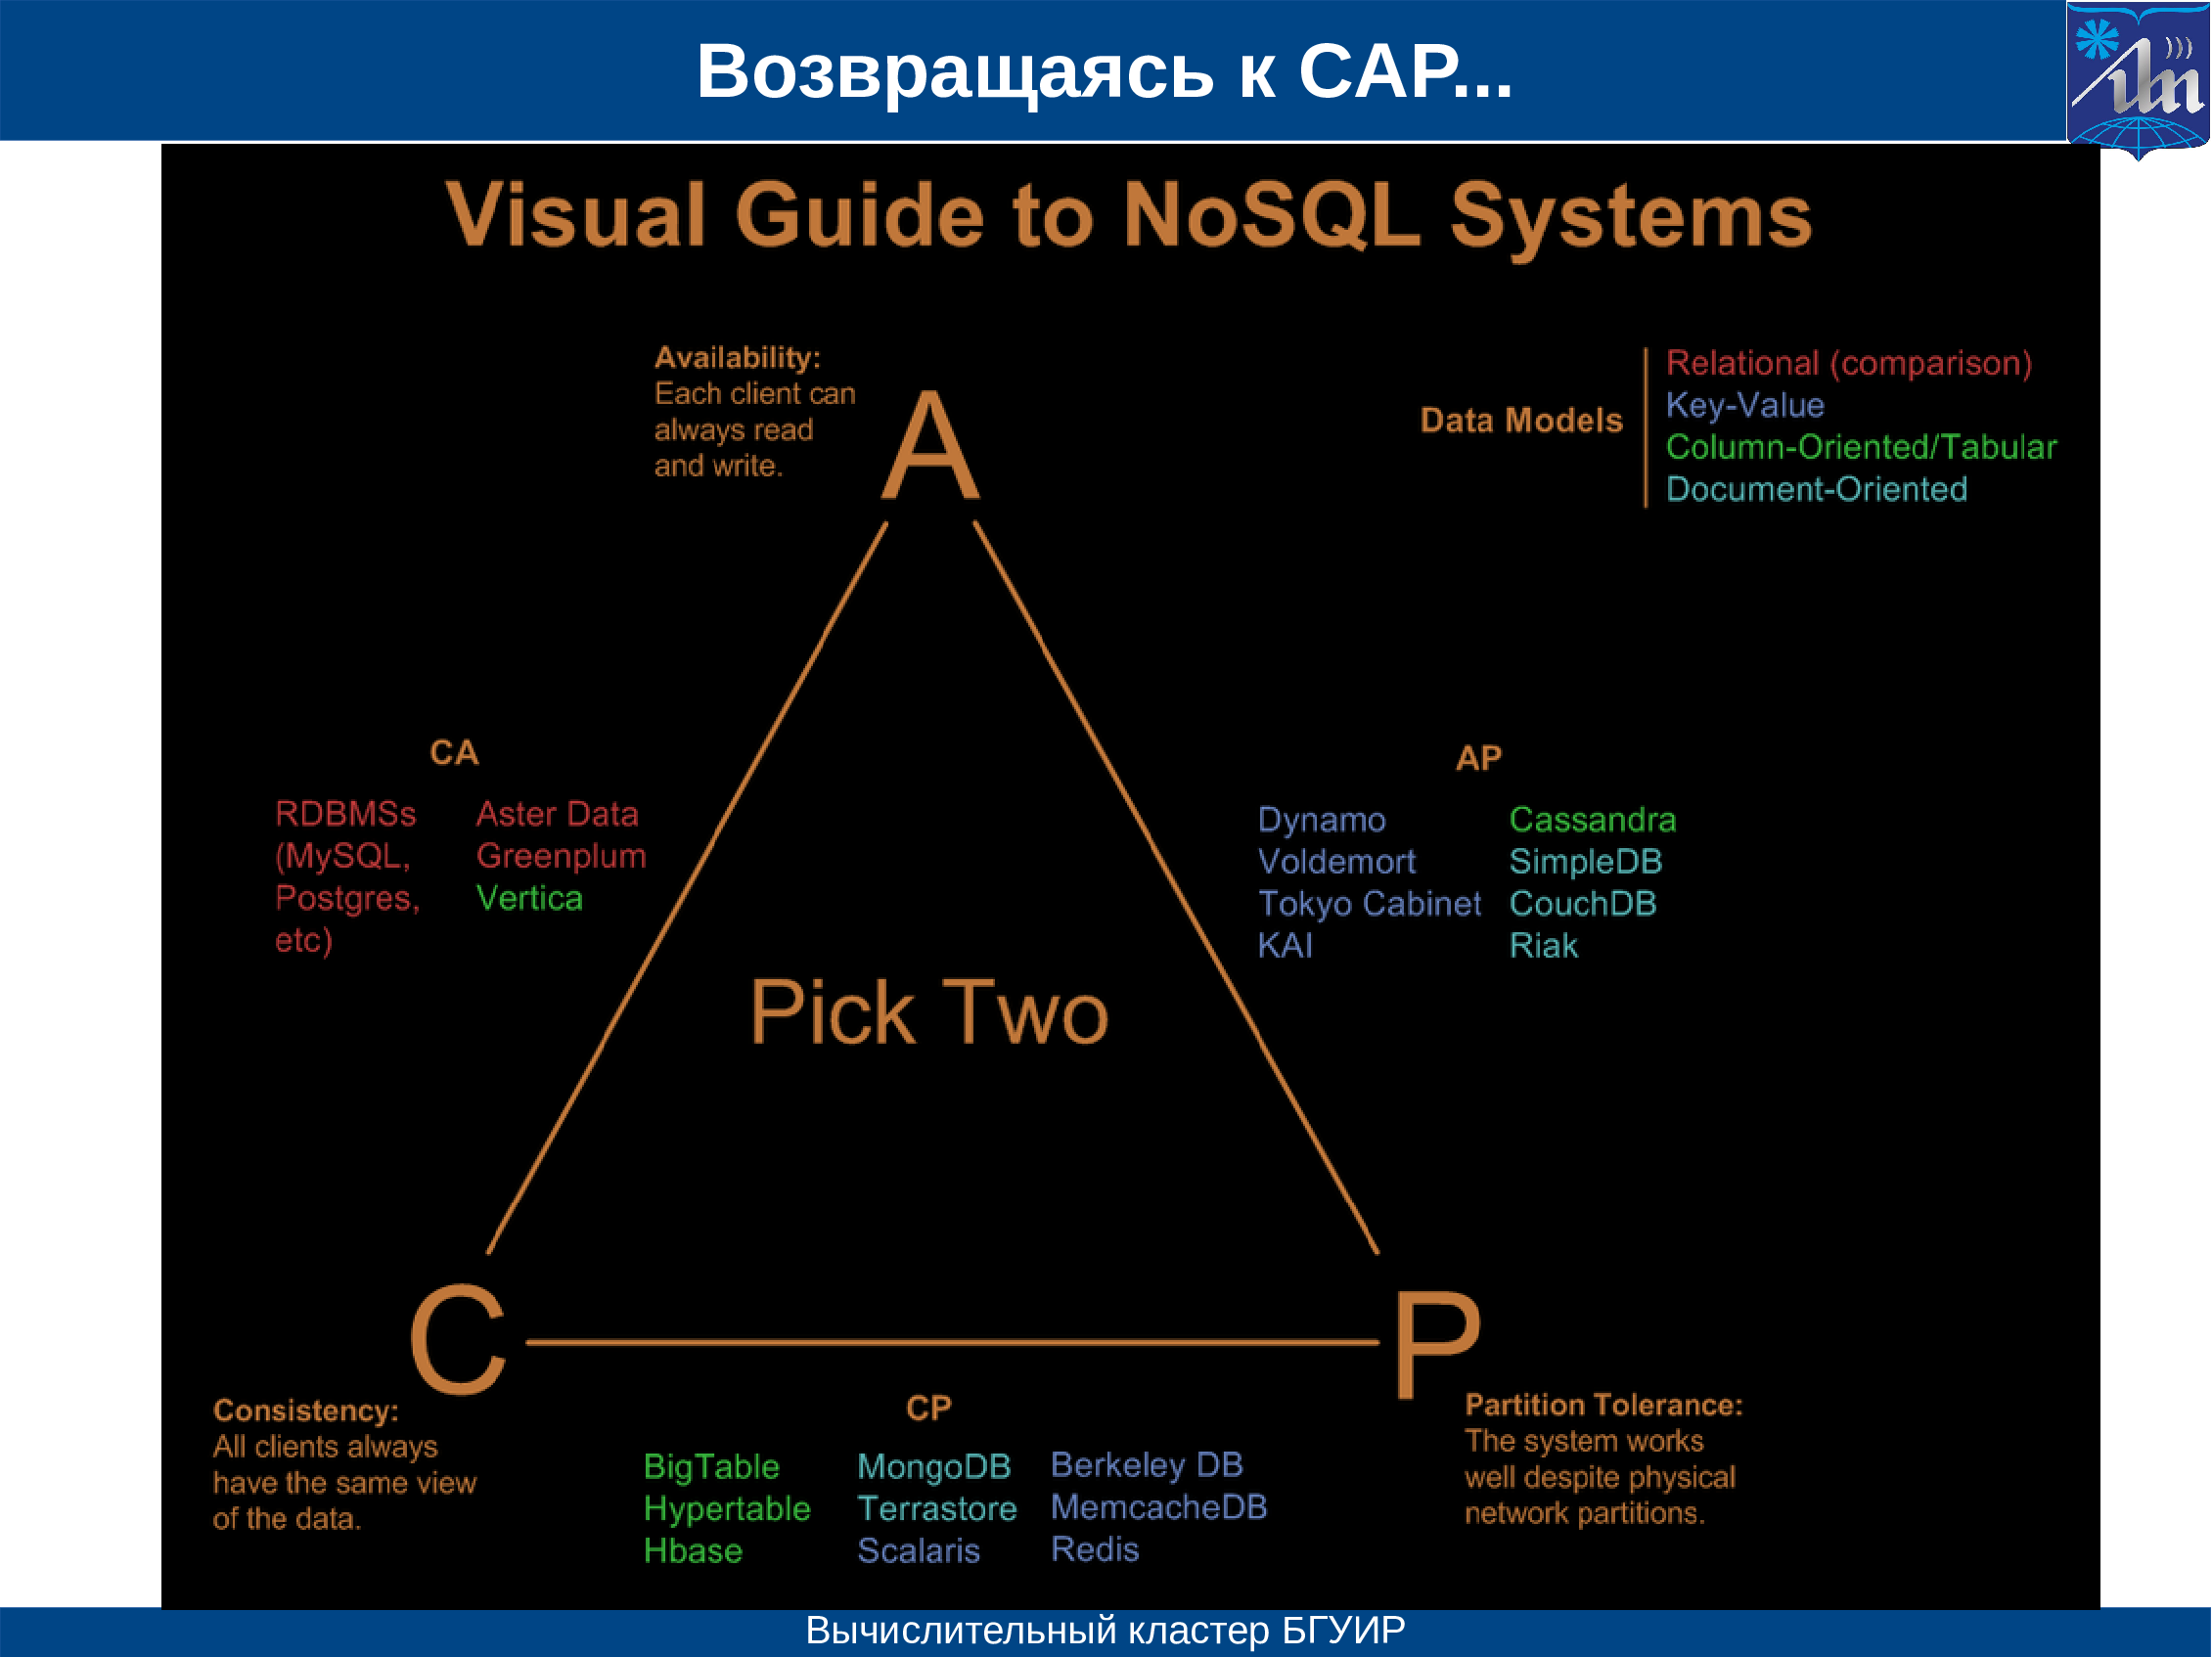 Возвращаясь к CAP...
Visual Guide to NoSQL Systems
Availability:
Each client can
always read
and write.
A
Data Models
Relational (comparison)
Key-Value
Column-Oriented/Tabular
Document-Oriented
CA
RDBMSs
(MySQL,
Postgres,
etc)
Aster Data
Greenplum
Vertica
AP
Dynamo
Voldemort
Tokyo Cabinet
KAI
Cassandra
SimpleDB
CouchDB
Riak
Pick Two
C
P
Consistency:
All clients always
have the same view
of the data.
CP
BigTable
Hypertable
Hbase
MongoDB
Terrastore
Scalaris
Berkeley DB
MemcacheDB
Redis
Partition Tolerance:
The system works
well despite physical
network partitions.
Вычислительный кластер БГУИР